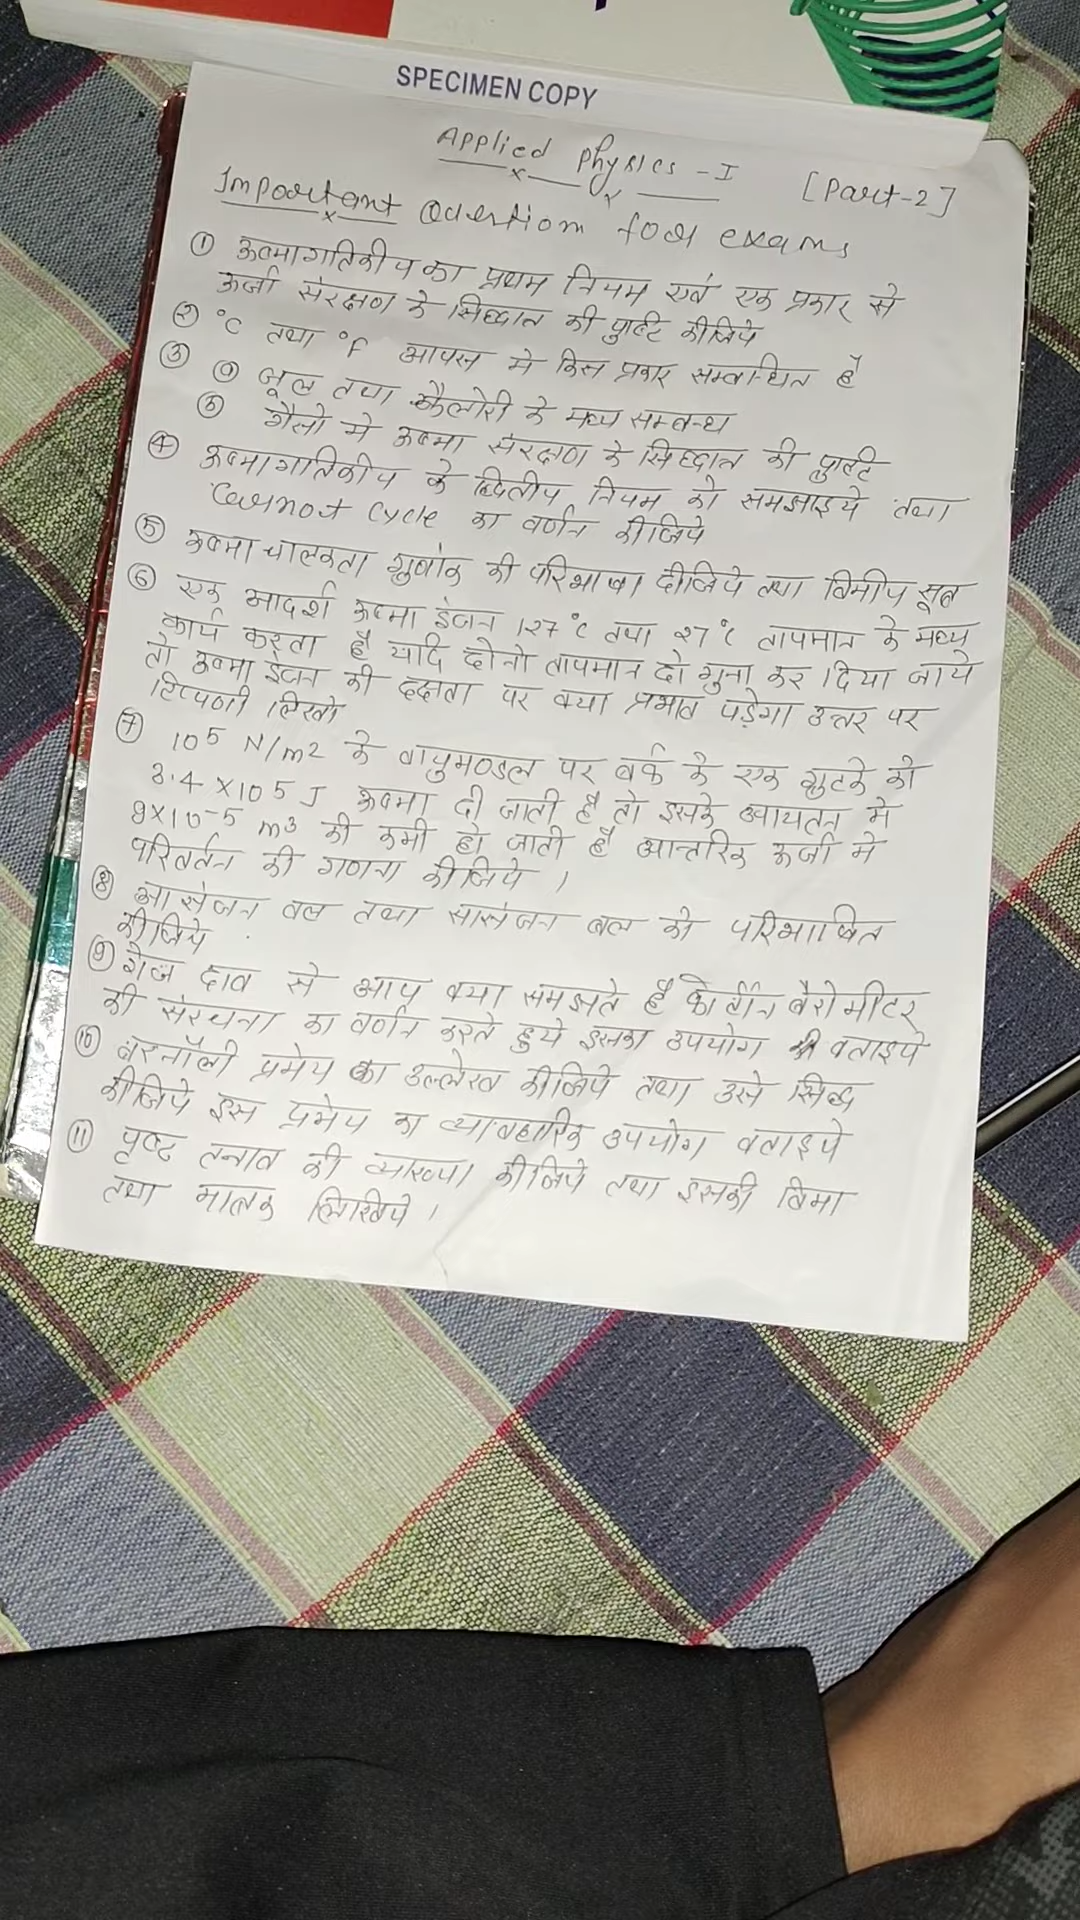 SPECIMEN COPY
Applied Physics - I [Part-2]
Important Question for exams
① ऊष्मागतिकीय का प्रथम नियम एवं एक प्रकार से
ऊर्जा संरक्षण के सिद्धान्त की पुष्टि कीजिये
② °C तथा °F आपस मे किस प्रकार सम्बन्धित है
③ ⓐ जूल तथा कैलोरी के मध्य सम्बन्ध
ⓑ गैसो मे ऊष्मा संरक्षण के सिद्धान्त की पुष्टि
④ ऊष्मागतिकीय के द्वितीय नियम को समझाइये तथा
Carnot Cycle का वर्णन कीजिये
⑤ ऊष्मा चालकता गुणांक की परिभाषा दीजिये तथा विमीय सूत्र
⑥ एक आदर्श ऊष्मा इंजन 127°C तथा 27°C तापमान के मध्य
कार्य करता है यदि दोनो तापमान दो गुना कर दिया जाये
तो ऊष्मा इंजन की दक्षता पर क्या प्रभाव पड़ेगा उत्तर पर
टिप्पणी लिखो
⑦ 10^5 N/m2 के वायुमण्डल पर बर्फ के एक गुटके को
3.4 ×10^5 J ऊष्मा दी जाती है तो इसके आयतन मे
9×10^-5 m3 की कमी हो जाती है आन्तरिक ऊर्जा मे
परिवर्तन की गणना कीजिये ।
⑧ आसंजन बल तथा सासंजन बल को परिभाषित
कीजिये
⑨ गेज दाब से आप क्या समझते है फोर्टीन बैरोमीटर
की संरचना का वर्णन करते हुये इसका उपयोग बताइये
⑩ बरनॉली प्रमेय का उल्लेख कीजिये तथा उसे सिद्ध
कीजिये इस प्रमेय का व्यावहारिक उपयोग बताइये
⑪ पृष्ट तनाव की व्याख्या कीजिये तथा इसकी विमा
तथा मात्रक लिखिये ।